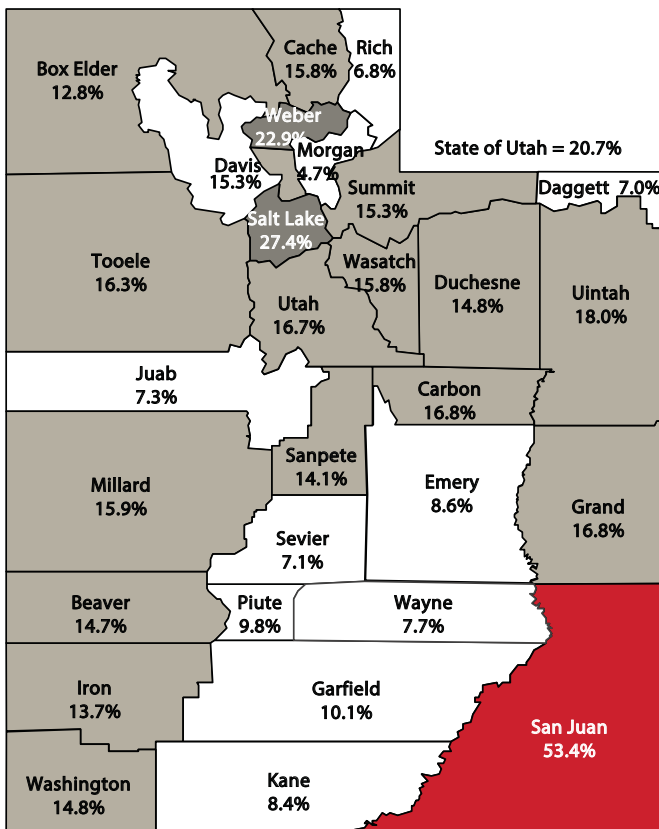 Cache
15.8%
Rich
6.8%
Box Elder
12.8%
Weber
22.9%
Morgan
4.7%
State of Utah = 20.7%
Davis
15.3%
Summit
15.3%
Daggett 7.0%
Salt Lake
27.4%
Tooele
16.3%
Wasatch
15.8%
Duchesne
14.8%
Uintah
18.0%
Utah
16.7%
Juab
7.3%
Carbon
16.8%
Sanpete
14.1%
Millard
15.9%
Emery
8.6%
Grand
16.8%
Sevier
7.1%
Beaver
14.7%
Piute
9.8%
Wayne
7.7%
Iron
13.7%
Garfield
10.1%
San Juan
53.4%
Washington
14.8%
Kane
8.4%